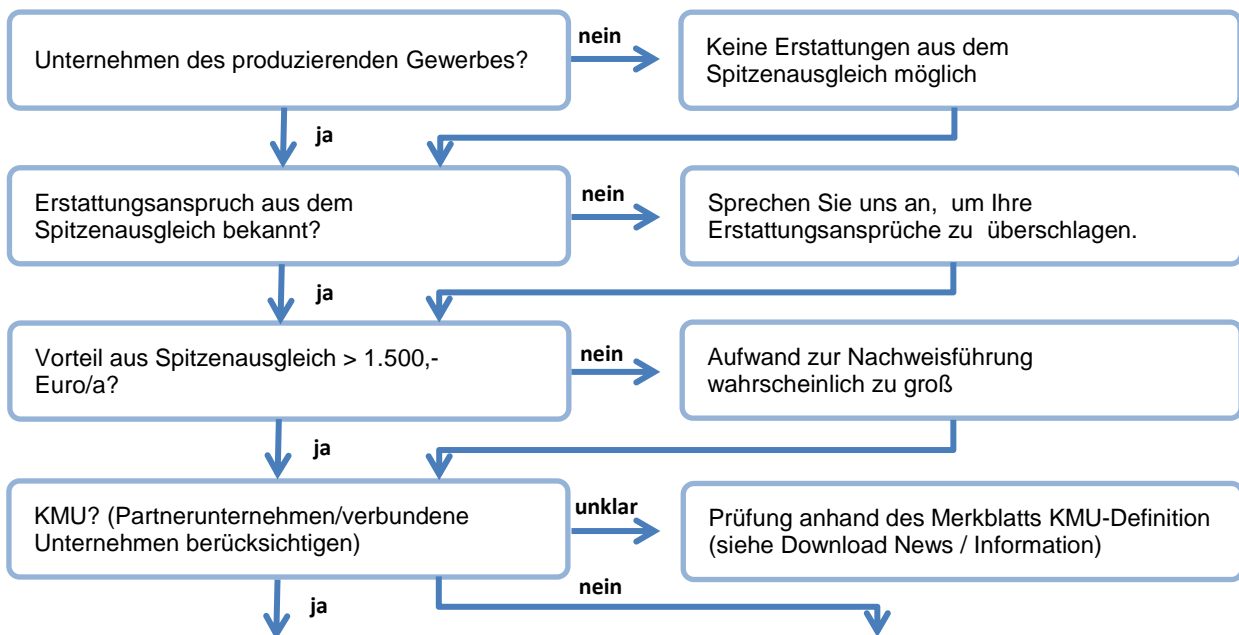 Unternehmen des produzierenden Gewerbes?
nein
Keine Erstattungen aus dem
Spitzenausgleich möglich
ja
Erstattungsanspruch aus dem
Spitzenausgleich bekannt?
nein
Sprechen Sie uns an, um Ihre
Erstattungsansprüche zu überschlagen.
ja
Vorteil aus Spitzenausgleich > 1.500,-
Euro/a?
nein
Aufwand zur Nachweisführung
wahrscheinlich zu groß
ja
KMU? (Partnerunternehmen/verbundene
Unternehmen berücksichtigen)
unklar
Prüfung anhand des Merkblatts KMU-Definition
(siehe Download News / Information)
ja
nein